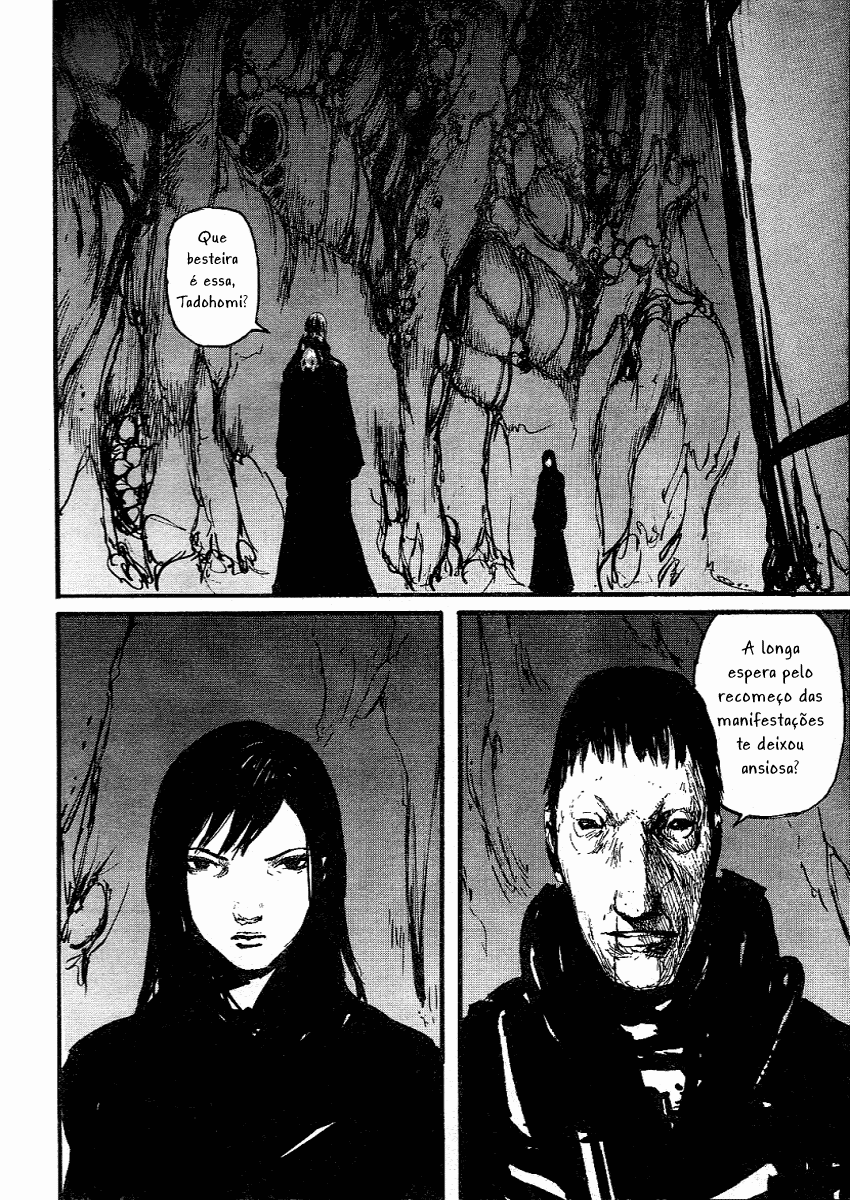 Que
besteira
é essa,
Tadohomi?
A longa
espera pelo
recomeço das
manifestações
te deixou
ansiosa?